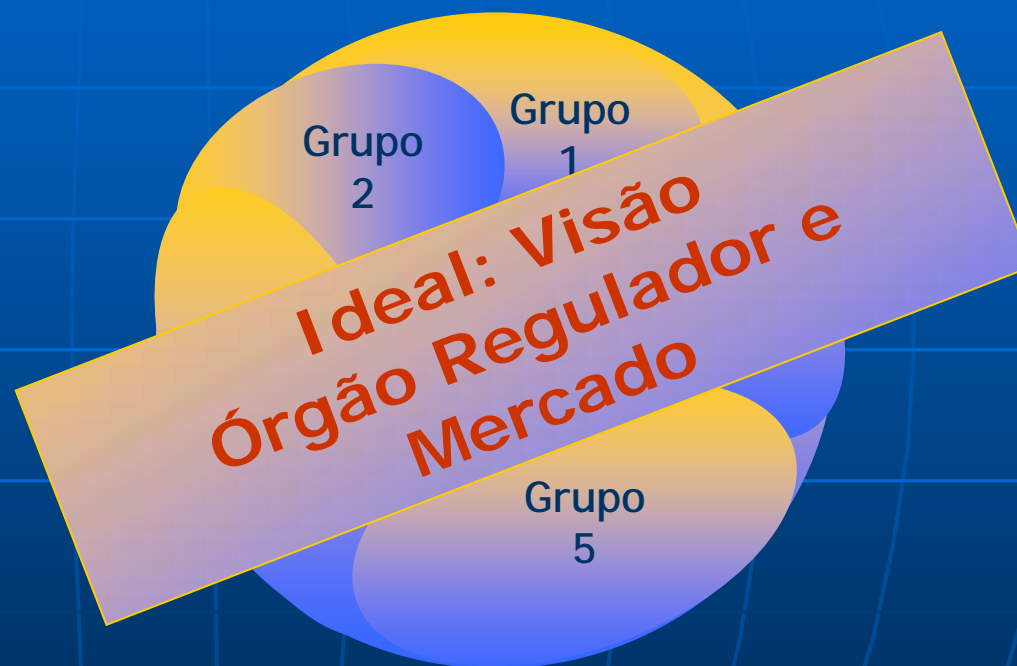 Grupo
1
Grupo
2
Ideal: Visão
Órgão Regulador e
Mercado
Grupo
5